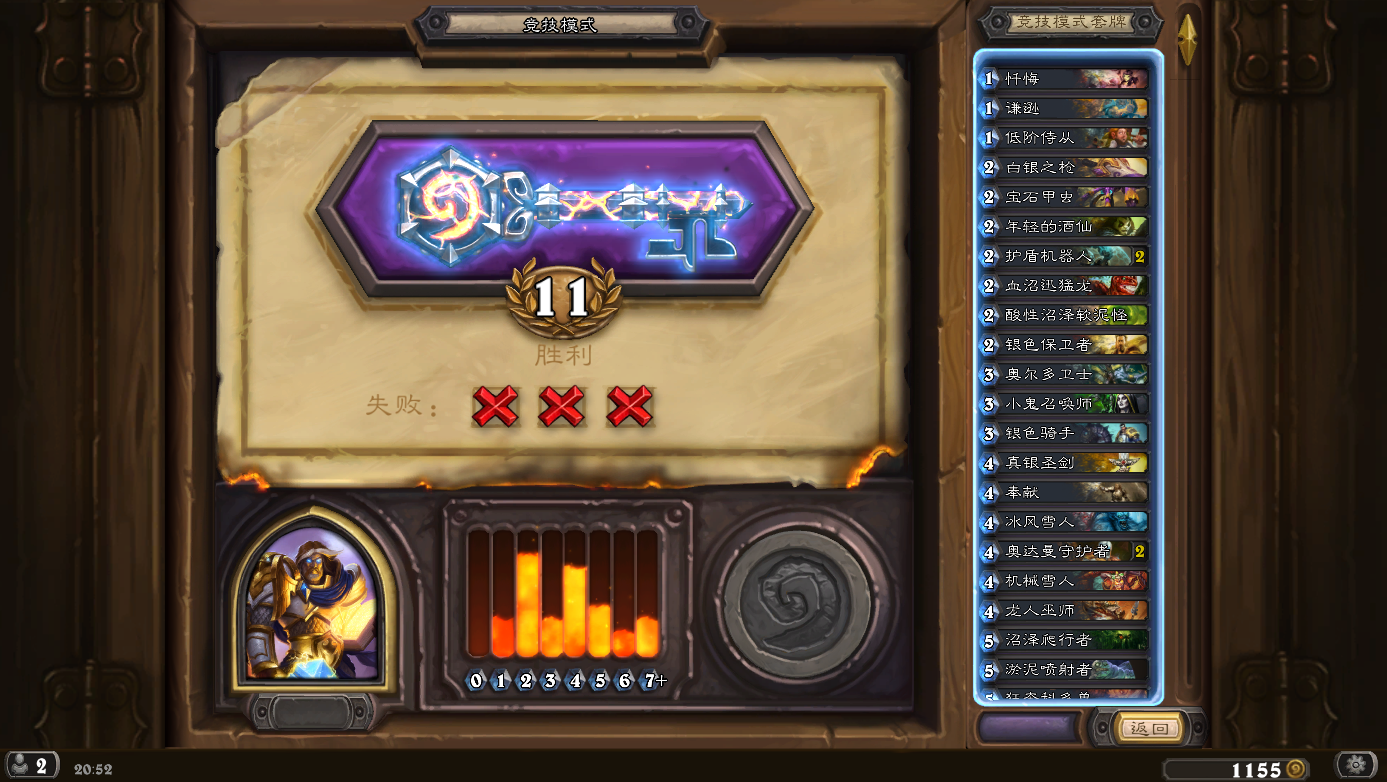 竞技模式
竞技模式套牌
11
胜利
失败：
0 1 2 3 4 5 6 7+
1 忏悔
1 谦逊
1 低阶侍从
2 白银之枪
2 宝石甲虫
2 年轻的酒仙
2 护盾机器人 2
2 血沼迅猛龙
2 酸性沼泽软泥怪
2 银色保卫者
3 奥尔多卫士
3 小鬼召唤师
3 银色骑手
4 真银圣剑
4 奉献
4 冰风雪人
4 奥达曼守护者 2
4 机械雪人
4 龙人巫师
5 沼泽爬行者
5 淤泥喷射者
返回
2
20:52
1155